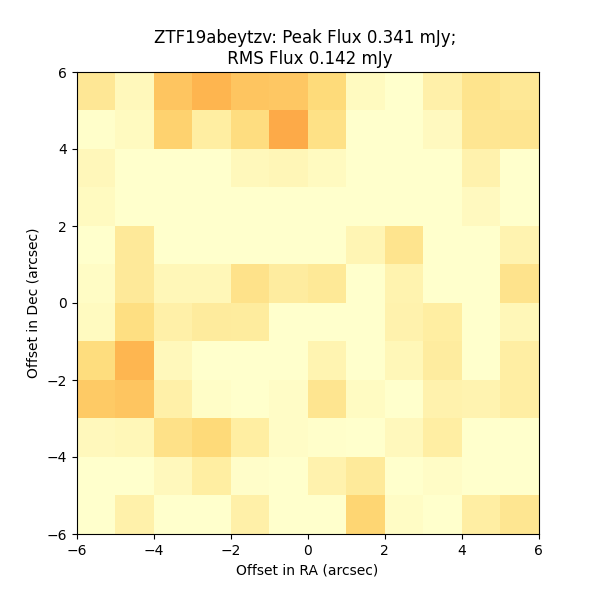 ZTF19abeytzv: Peak Flux 0.341 mJy;
RMS Flux 0.142 mJy
6
4
2
0
−2
−4
−6
Offset in Dec (arcsec)
−6 −4 −2 0 2 4 6
Offset in RA (arcsec)